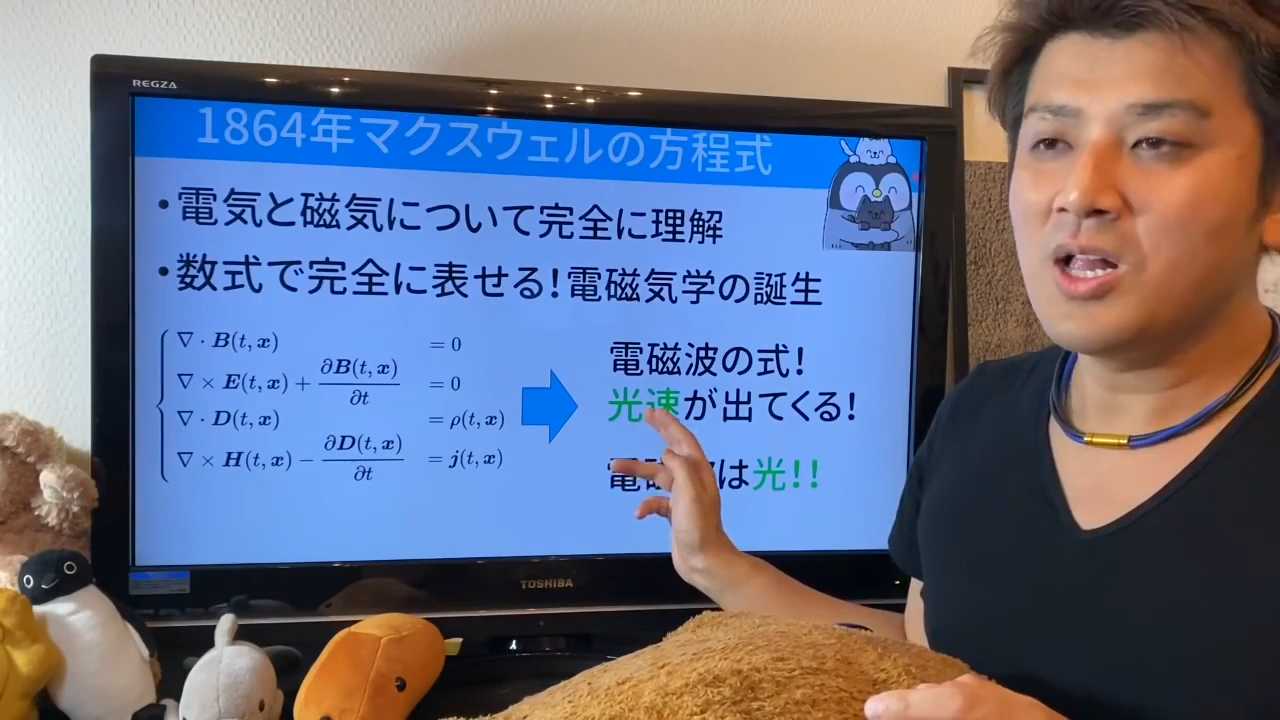 REGZA
1864年マクスウェルの方程式
・電気と磁気について完全に理解
・数式で完全に表せる!電磁気学の誕生
∇・B(t, x) = 0
∇ × E(t, x) + ∂B(t, x)/∂t = 0
∇・D(t, x) = ρ(t, x)
∇ × H(t, x) − ∂D(t, x)/∂t = j(t, x)
電磁波の式!
光速が出てくる!
電磁は光!!
TOSHIBA